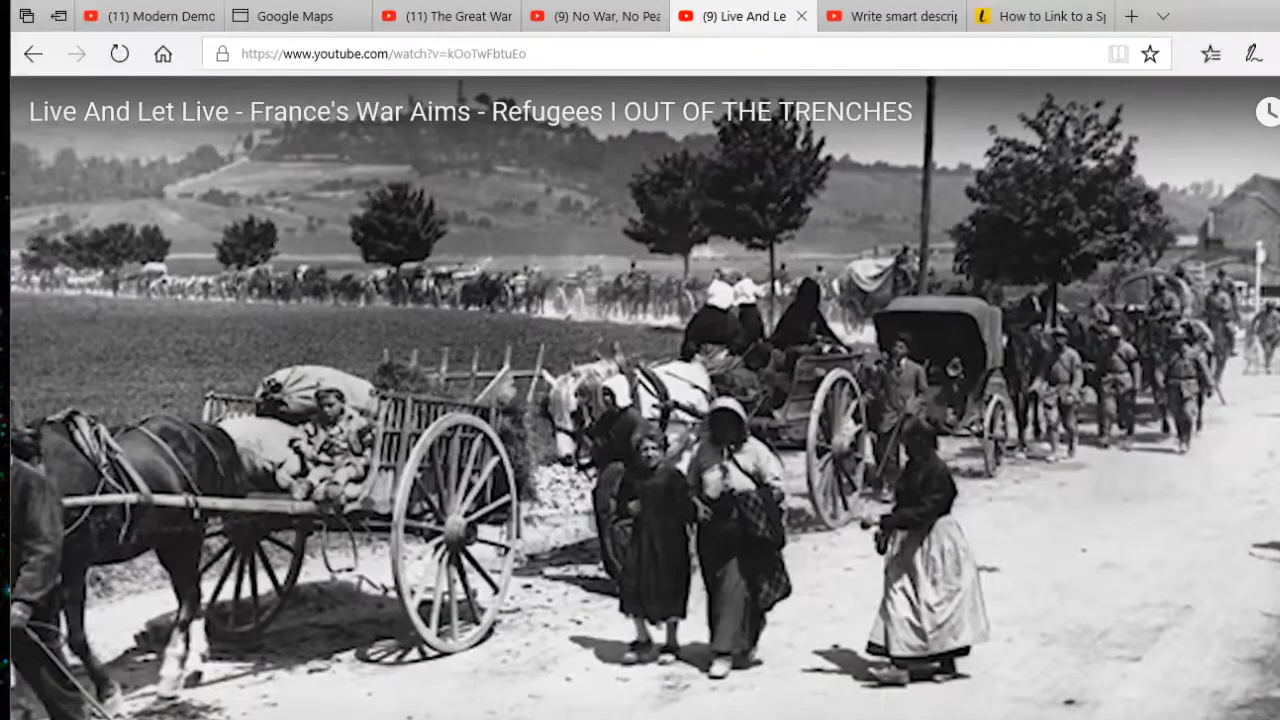 (11) Modern Demo
Google Maps
(11) The Great War
(9) No War, No Pea
(9) Live And Le
Write smart descrip
How to Link to a Sp
https://www.youtube.com/watch?v=kOoTwFbtuEo
Live And Let Live - France's War Aims - Refugees I OUT OF THE TRENCHES